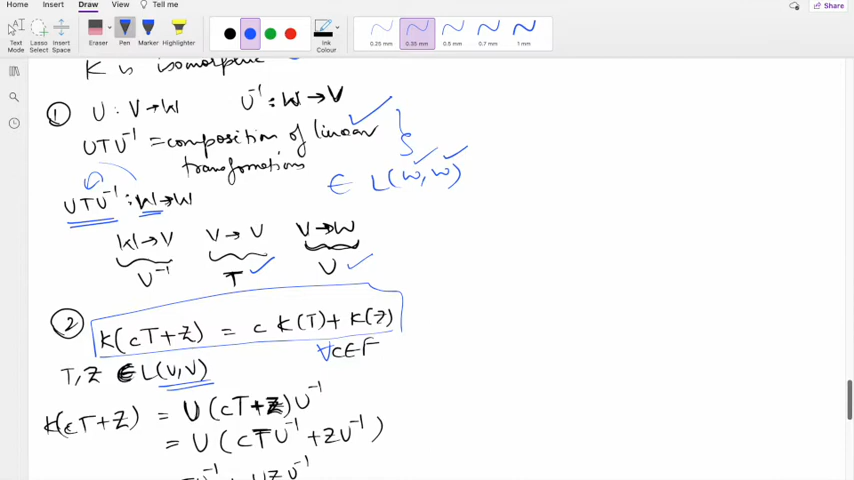 Home Insert Draw View Tell me
Share
Text Mode Lasso Select Insert Space Eraser Pen Marker Highlighter Ink Colour 0.25 mm 0.35 mm 0.5 mm 0.7 mm 1 mm
K is isomorphic
① U : V→W U⁻¹ : W→V
UTU⁻¹ = composition of linear
transformations
∈ L(W,W)
UTU⁻¹ : W→W
W→V V→V V→W
U⁻¹ T U
② K(cT+Z) = c K(T)+ K(Z)
∀c∈F
T,Z ∈ L(V,V)
K(cT+Z) = U(cT+Z)U⁻¹
= U(cTU⁻¹+ZU⁻¹)